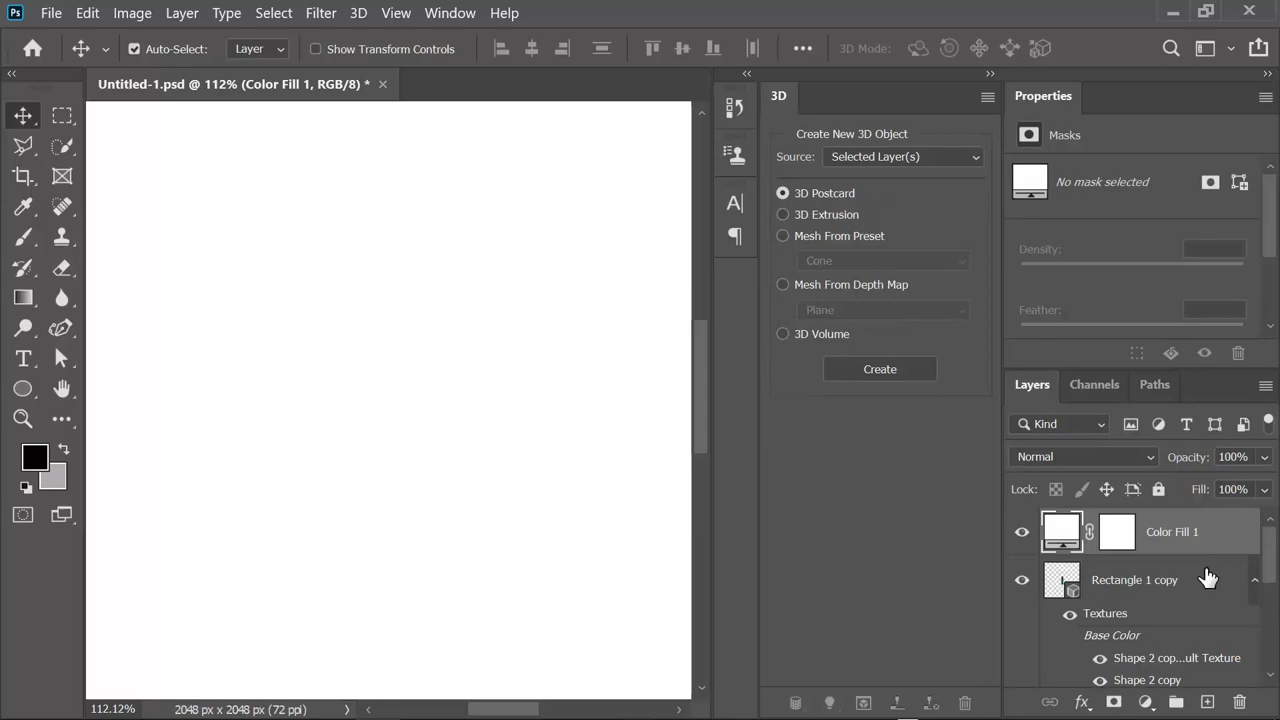 Ps File Edit Image Layer Type Select Filter 3D View Window Help
Auto-Select: Layer Show Transform Controls 3D Mode:
Untitled-1.psd @ 112% (Color Fill 1, RGB/8) *
3D
Create New 3D Object
Source: Selected Layer(s)
3D Postcard
3D Extrusion
Mesh From Preset
Cone
Mesh From Depth Map
Plane
3D Volume
Create
Properties
Masks
No mask selected
Density:
Feather:
Layers Channels Paths
Kind
Normal Opacity: 100%
Lock: Fill: 100%
Color Fill 1
Rectangle 1 copy
Textures
Base Color
Shape 2 cop...ult Texture
Shape 2 copy
112.12% 2048 px x 2048 px (72 ppi)